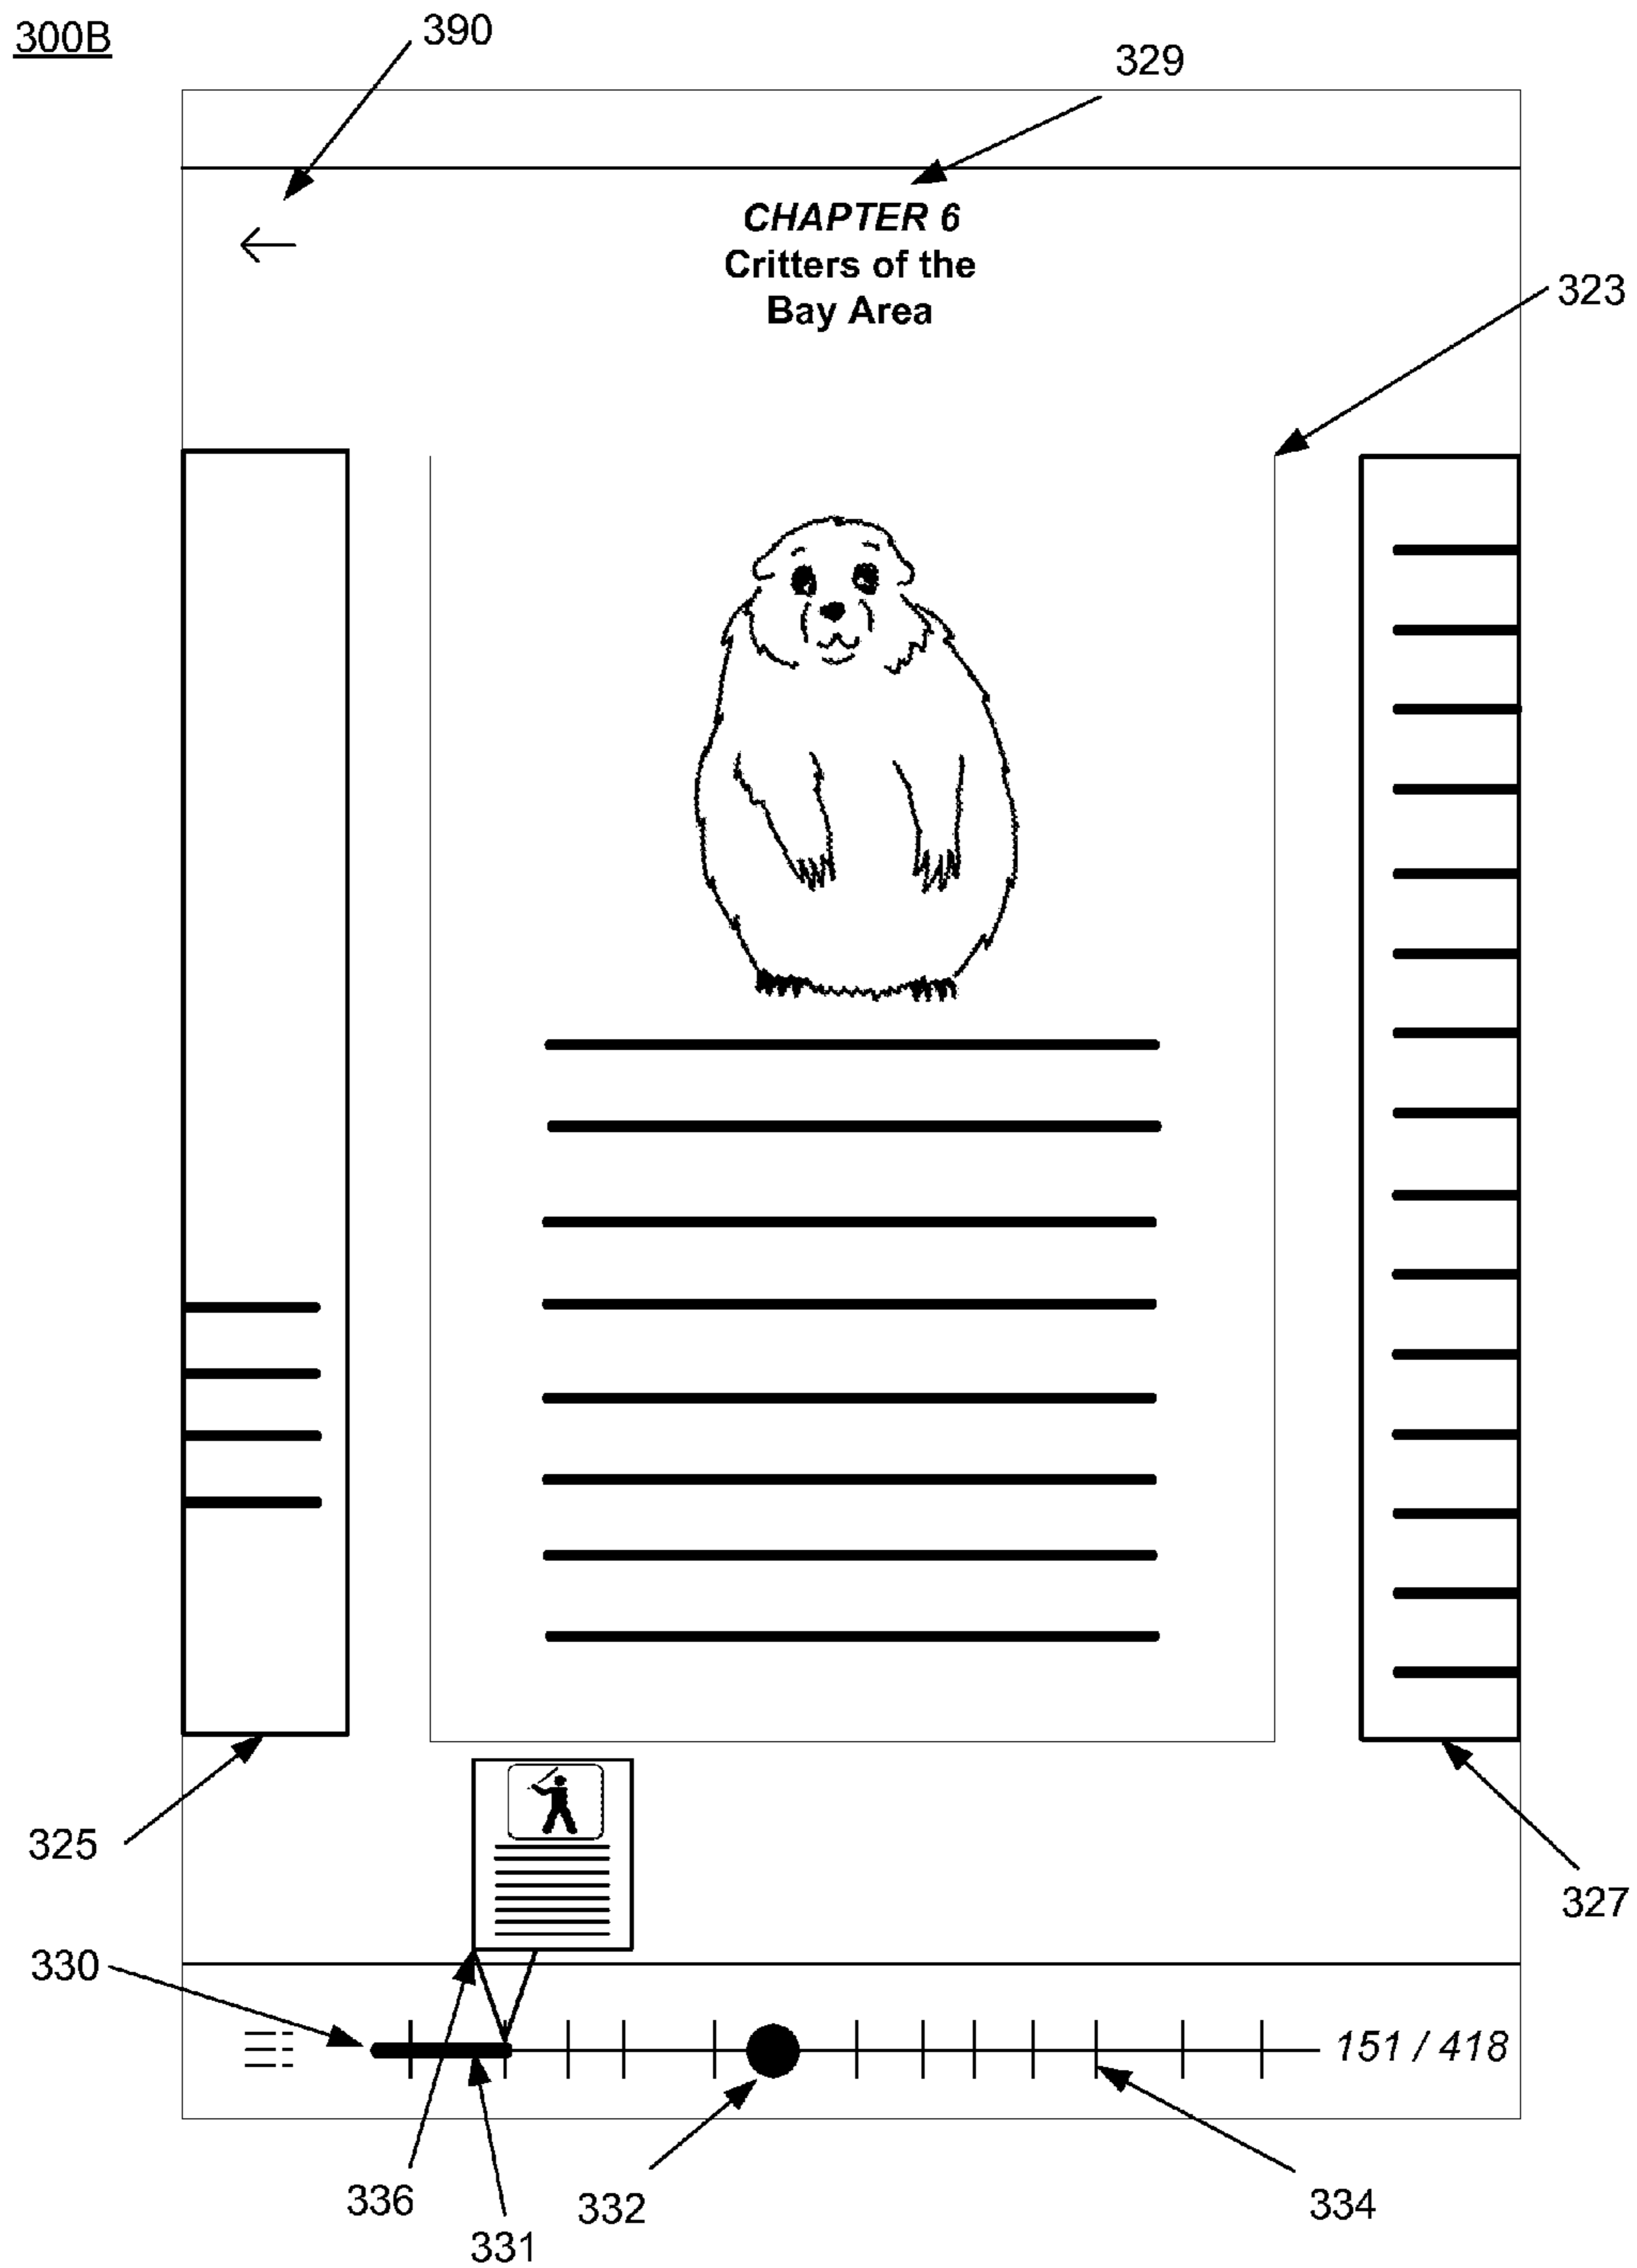 300B
390
329
CHAPTER 6
Critters of the
Bay Area
323
325
327
330
151 / 418
336
332
334
331